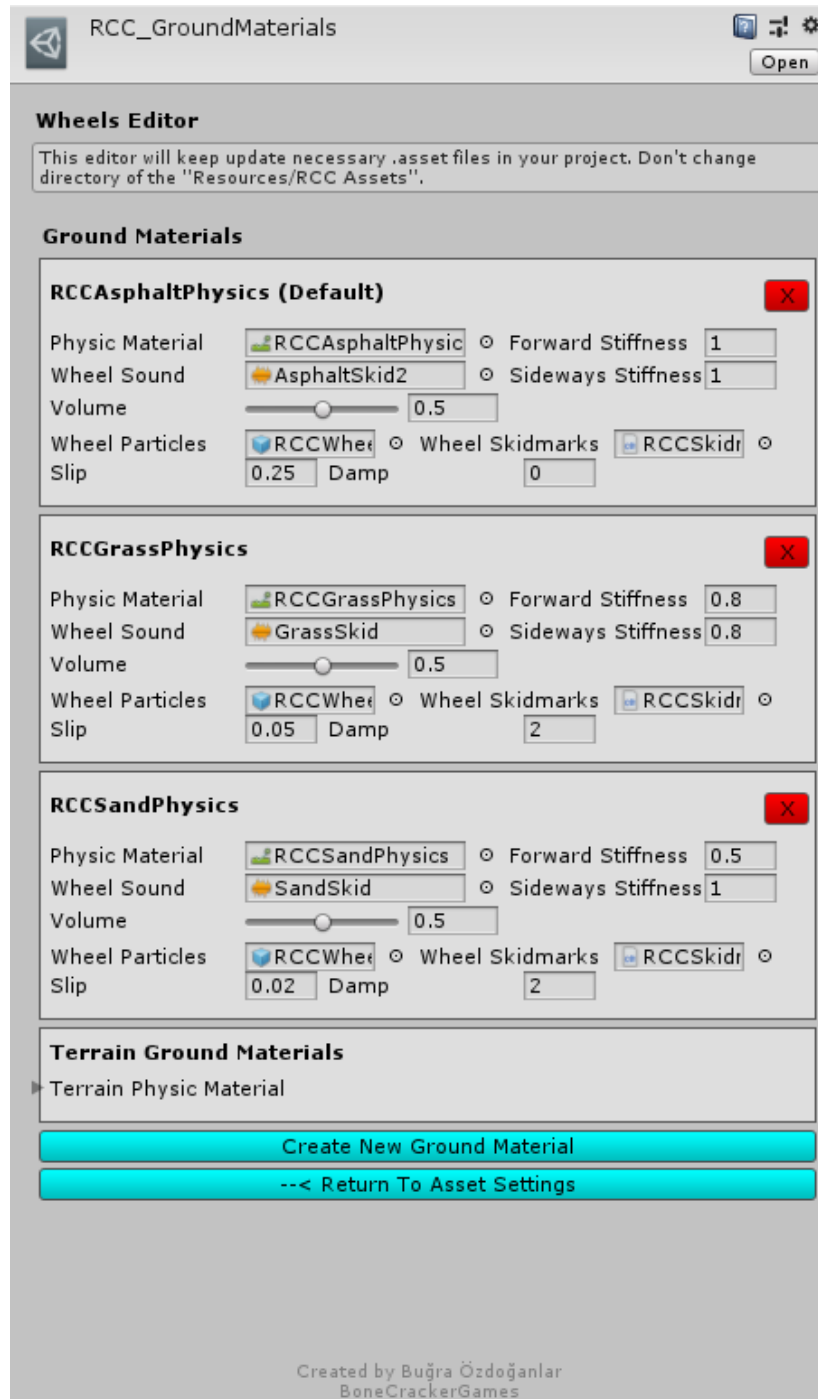 RCC_GroundMaterials
Open
Wheels Editor
This editor will keep update necessary .asset files in your project. Don't change
directory of the "Resources/RCC Assets".
Ground Materials
RCCAsphaltPhysics (Default)
X
Physic Material RCCAsphaltPhysic Forward Stiffness 1
Wheel Sound AsphaltSkid2 Sideways Stiffness 1
Volume 0.5
Wheel Particles RCCWhee Wheel Skidmarks RCCSkidr
Slip 0.25 Damp 0
RCCGrassPhysics
X
Physic Material RCCGrassPhysics Forward Stiffness 0.8
Wheel Sound GrassSkid Sideways Stiffness 0.8
Volume 0.5
Wheel Particles RCCWhee Wheel Skidmarks RCCSkidr
Slip 0.05 Damp 2
RCCSandPhysics
X
Physic Material RCCSandPhysics Forward Stiffness 0.5
Wheel Sound SandSkid Sideways Stiffness 1
Volume 0.5
Wheel Particles RCCWhee Wheel Skidmarks RCCSkidr
Slip 0.02 Damp 2
Terrain Ground Materials
Terrain Physic Material
Create New Ground Material
--< Return To Asset Settings
Created by Buğra Özdoğanlar
BoneCrackerGames